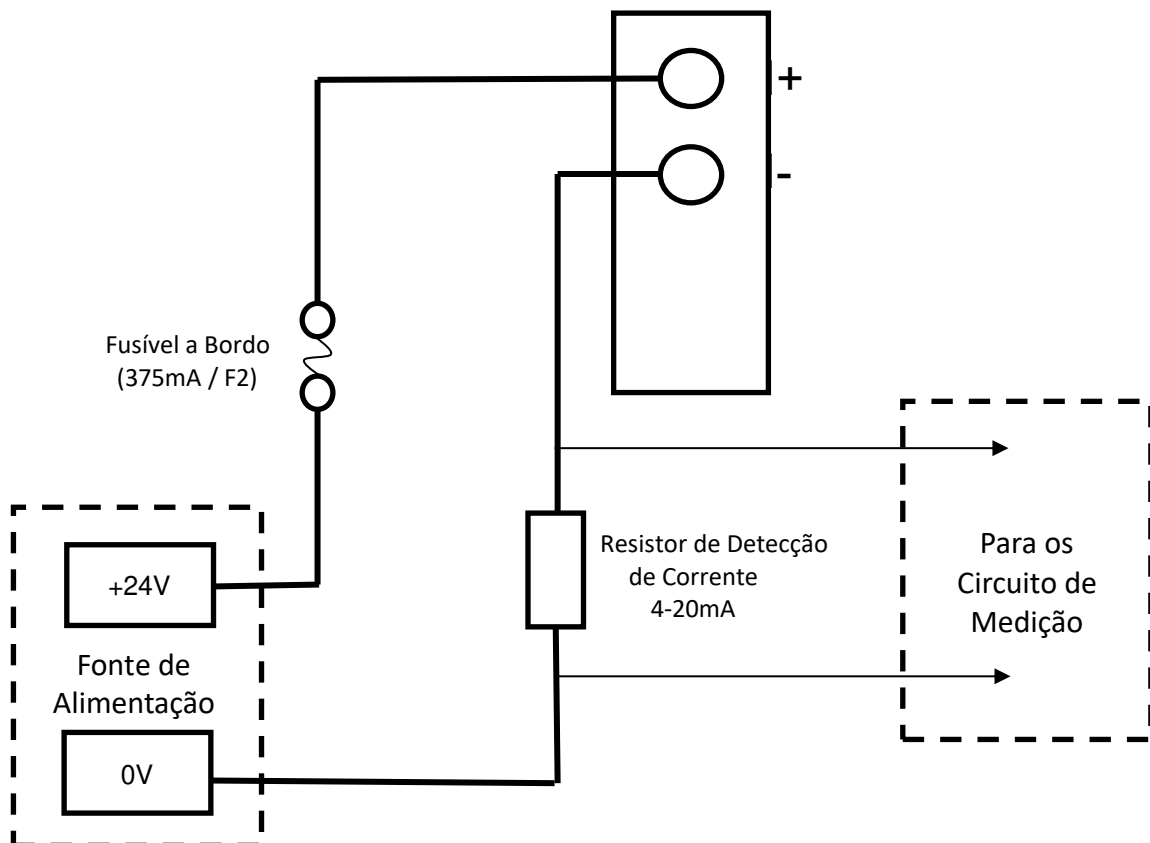 +
-
Fusível a Bordo
(375mA / F2)
+24V
Fonte de
Alimentação
0V
Resistor de Detecção
de Corrente
4-20mA
Para os
Circuito de
Medição